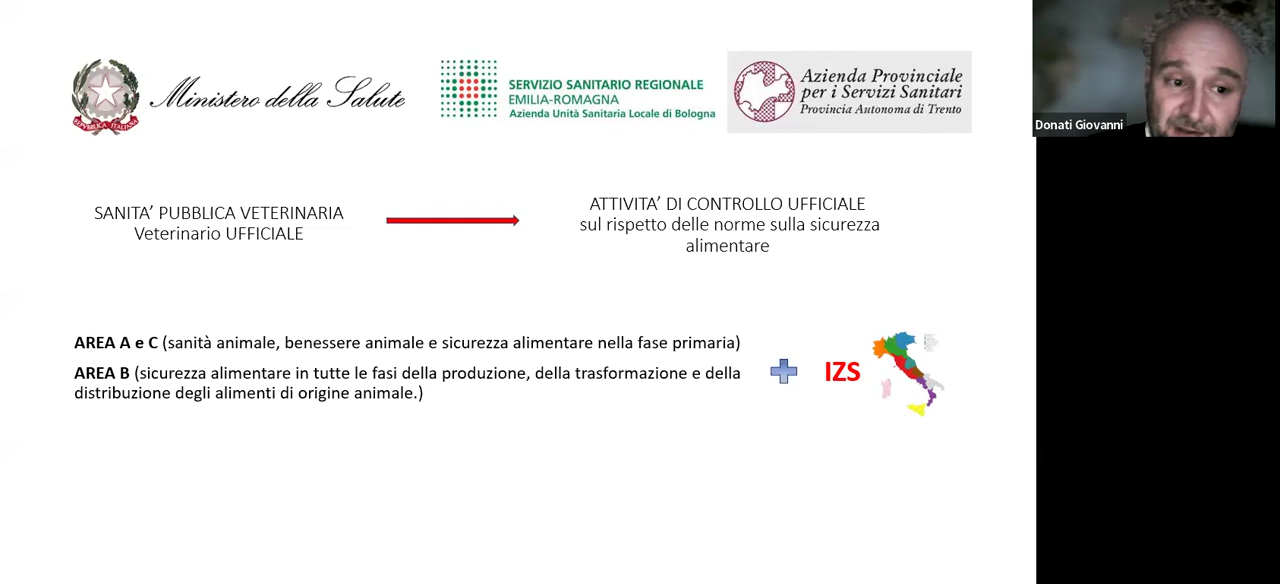 Ministero della Salute
REPUBBLICA ITALIANA
SERVIZIO SANITARIO REGIONALE
EMILIA-ROMAGNA
Azienda Unità Sanitaria Locale di Bologna
Azienda Provinciale
per i Servizi Sanitari
Provincia Autonoma di Trento
Donati Giovanni
SANITA’ PUBBLICA VETERINARIA
Veterinario UFFICIALE
ATTIVITA’ DI CONTROLLO UFFICIALE
sul rispetto delle norme sulla sicurezza
alimentare
AREA A e C (sanità animale, benessere animale e sicurezza alimentare nella fase primaria)
AREA B (sicurezza alimentare in tutte le fasi della produzione, della trasformazione e della
distribuzione degli alimenti di origine animale.)
IZS